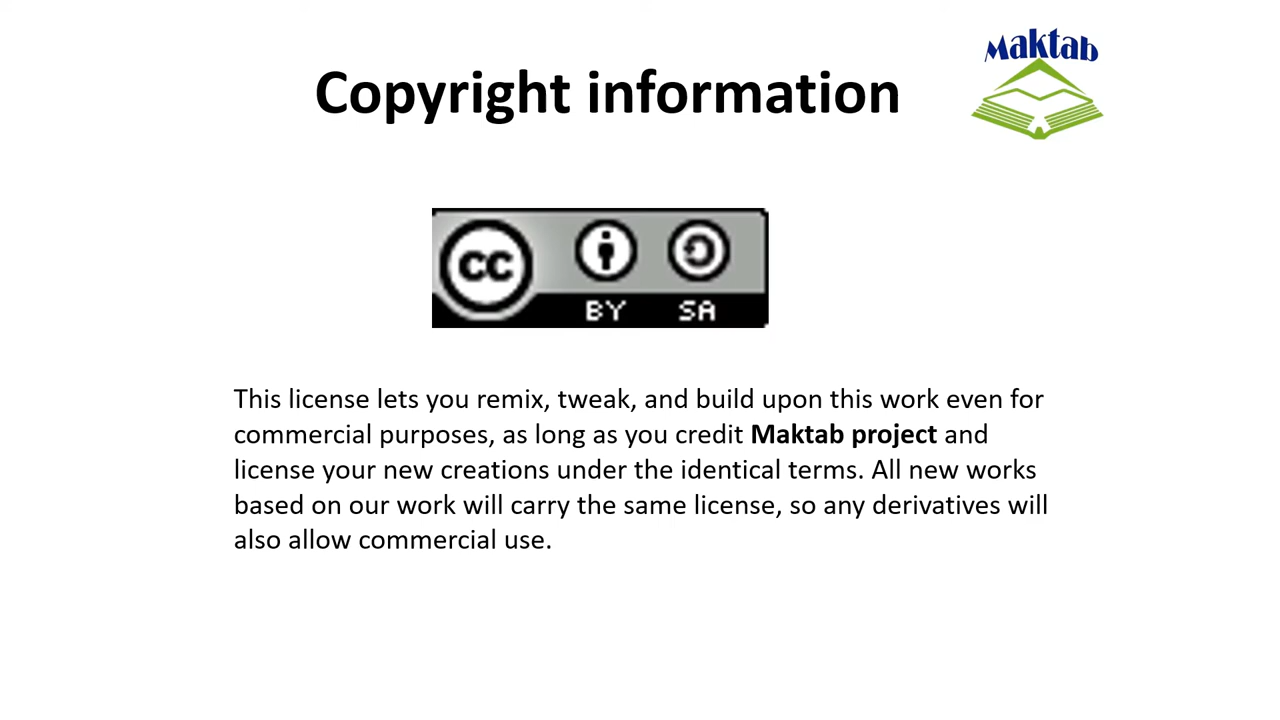 Maktab
Copyright information
CC
BY SA
This license lets you remix, tweak, and build upon this work even for
commercial purposes, as long as you credit Maktab project and
license your new creations under the identical terms. All new works
based on our work will carry the same license, so any derivatives will
also allow commercial use.